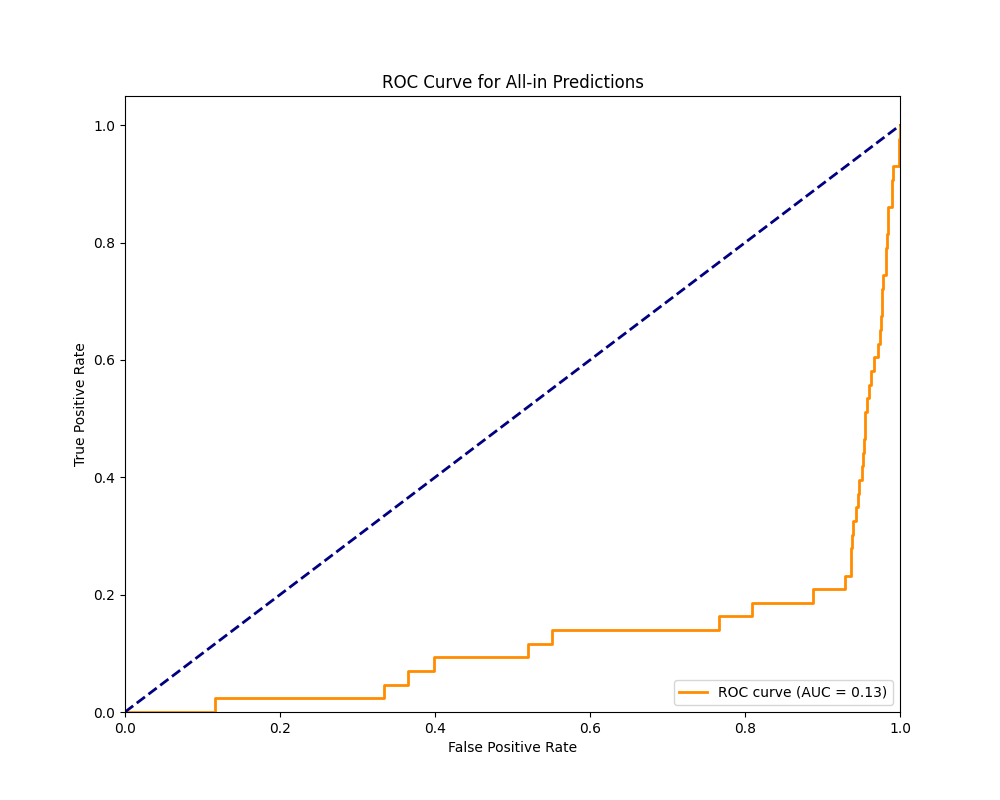 ROC Curve for All-in Predictions
True Positive Rate
1.0
0.8
0.6
0.4
0.2
0.0
ROC curve (AUC = 0.13)
0.0 0.2 0.4 0.6 0.8 1.0
False Positive Rate